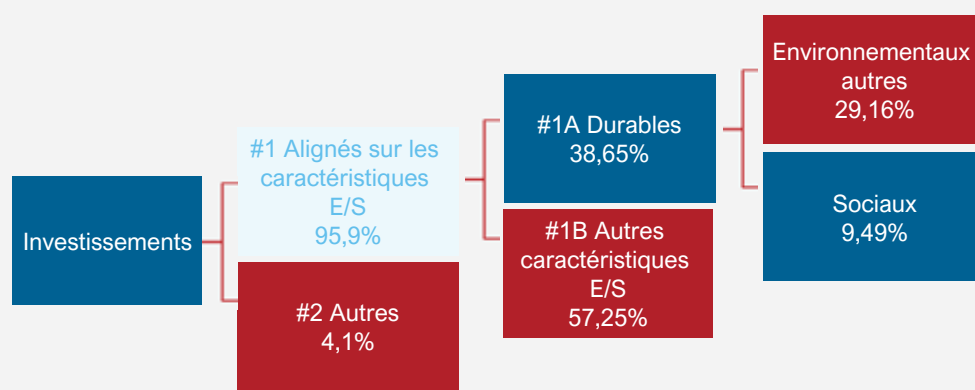 Investissements
#1 Alignés sur les
caractéristiques
E/S
95,9%
#2 Autres
4,1%
#1A Durables
38,65%
#1B Autres
caractéristiques
E/S
57,25%
Environnementaux
autres
29,16%
Sociaux
9,49%